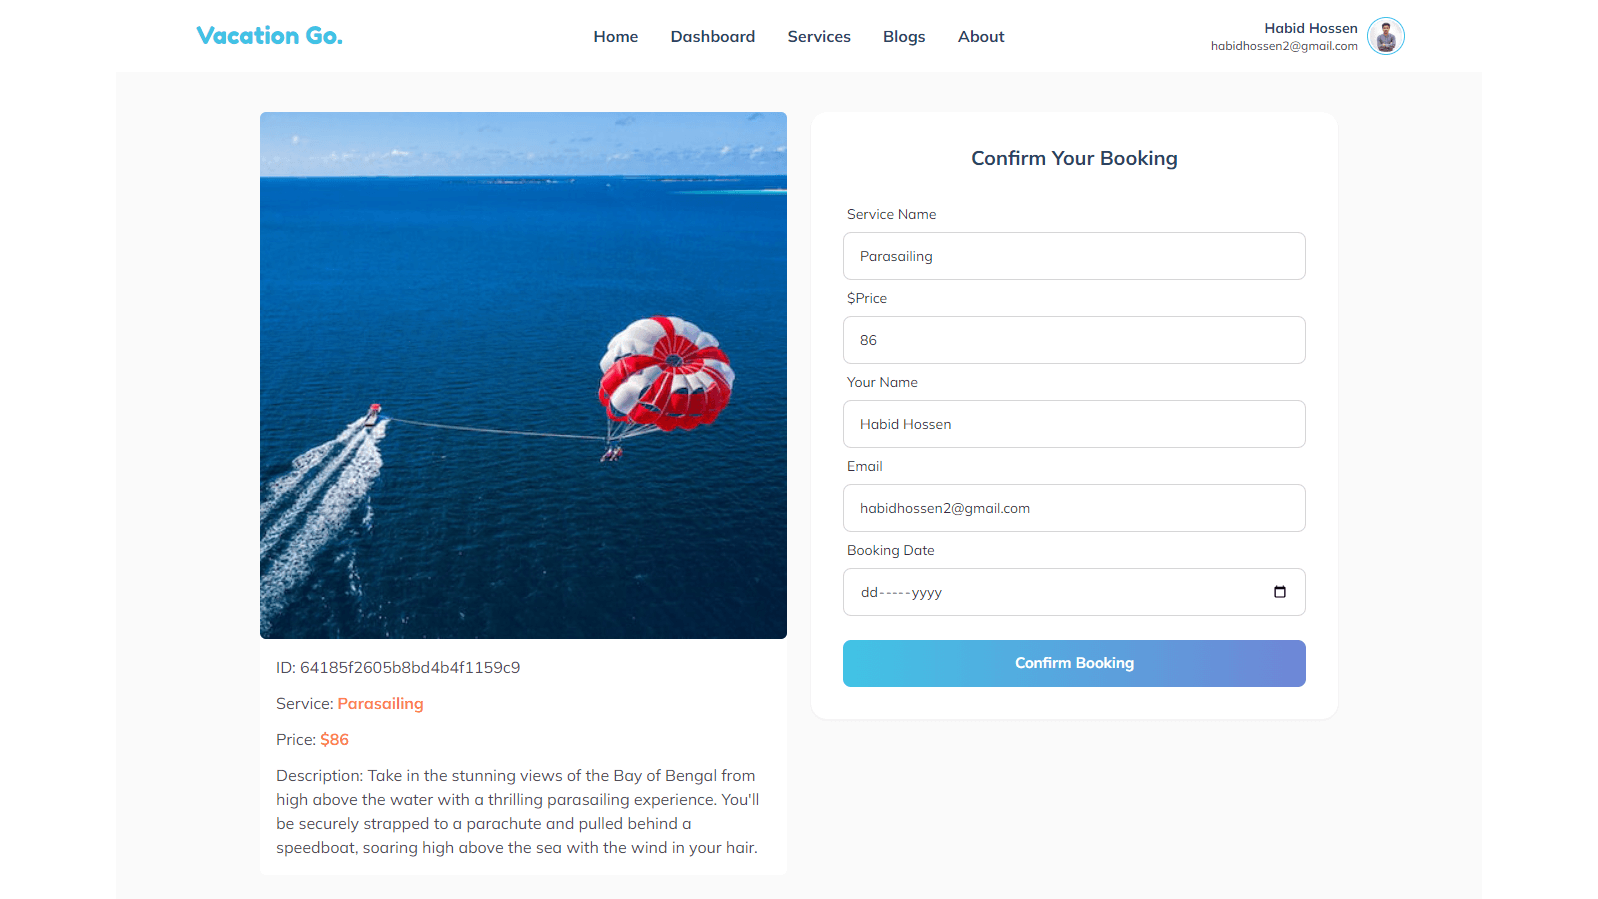 Vacation Go.
Home
Dashboard
Services
Blogs
About
Habid Hossen
habidhossen2@gmail.com
ID: 64185f2605b8bd4b4f1159c9
Service: Parasailing
Price: $86
Description: Take in the stunning views of the Bay of Bengal from
high above the water with a thrilling parasailing experience. You'll
be securely strapped to a parachute and pulled behind a
speedboat, soaring high above the sea with the wind in your hair.
Confirm Your Booking
Service Name
Parasailing
$Price
86
Your Name
Habid Hossen
Email
habidhossen2@gmail.com
Booking Date
dd-----yyyy
Confirm Booking